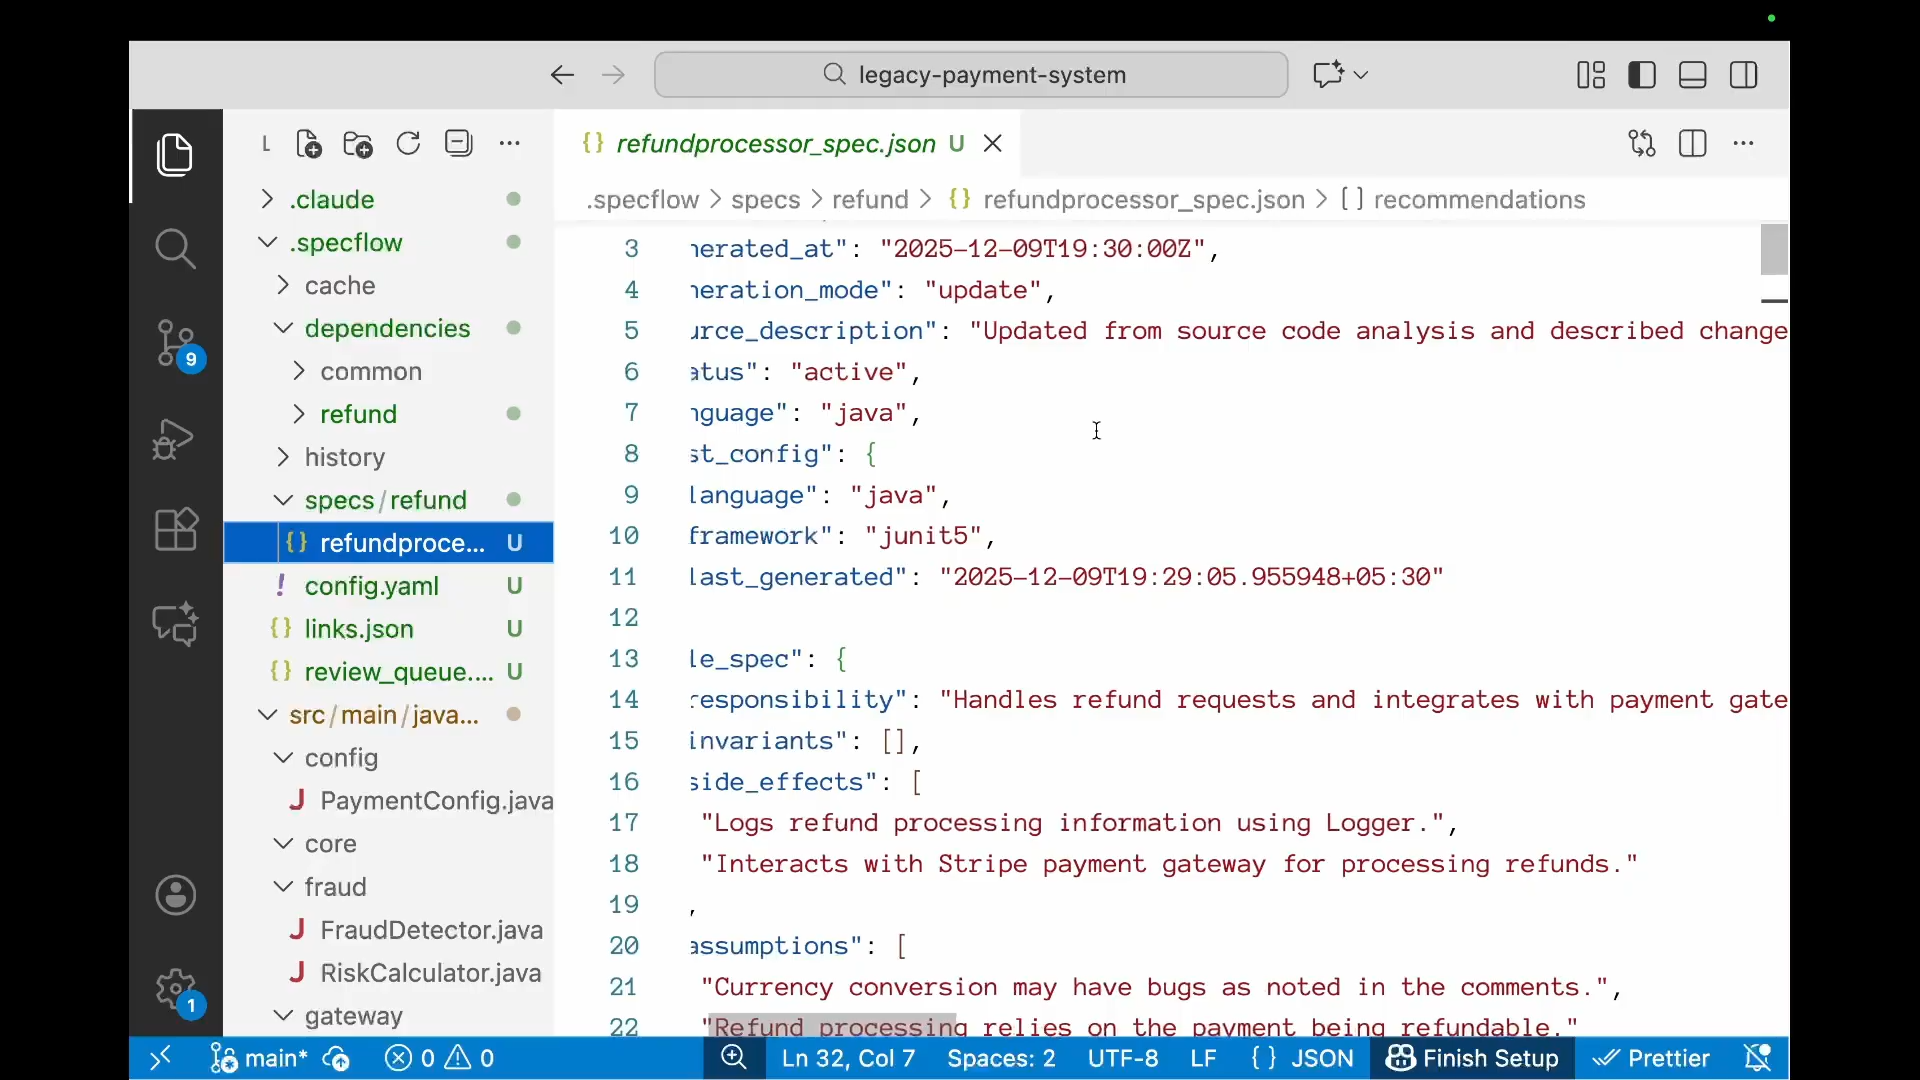 legacy-payment-system
L
refundprocessor_spec.json U
.specflow > specs > refund > {} refundprocessor_spec.json > [ ] recommendations
.claude
.specflow
cache
dependencies
common
refund
history
specs/refund
{} refundproce... U
! config.yaml U
{} links.json U
{} review_queue.... U
src/main/java...
config
J PaymentConfig.java
core
fraud
J FraudDetector.java
J RiskCalculator.java
gateway
9
1
3 nerated_at": "2025-12-09T19:30:00Z",
4 neration_mode": "update",
5 urce_description": "Updated from source code analysis and described change
6 atus": "active",
7 nguage": "java",
8 st_config": {
9 language": "java",
10 framework": "junit5",
11 last_generated": "2025-12-09T19:29:05.955948+05:30"
12
13 le_spec": {
14 responsibility": "Handles refund requests and integrates with payment gate
15 invariants": [],
16 side_effects": [
17 "Logs refund processing information using Logger.",
18 "Interacts with Stripe payment gateway for processing refunds."
19 ,
20 assumptions": [
21 "Currency conversion may have bugs as noted in the comments.",
22 "Refund processing relies on the payment being refundable."
main* 0 0 Ln 32, Col 7 Spaces: 2 UTF-8 LF {} JSON Finish Setup Prettier